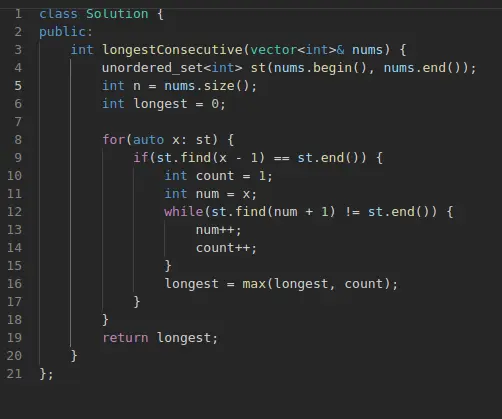 1 class Solution {
2 public:
3     int longestConsecutive(vector<int>& nums) {
4         unordered_set<int> st(nums.begin(), nums.end());
5         int n = nums.size();
6         int longest = 0;
7
8         for(auto x: st) {
9             if(st.find(x - 1) == st.end()) {
10                 int count = 1;
11                 int num = x;
12                 while(st.find(num + 1) != st.end()) {
13                     num++;
14                     count++;
15                 }
16                 longest = max(longest, count);
17             }
18         }
19         return longest;
20     }
21 };